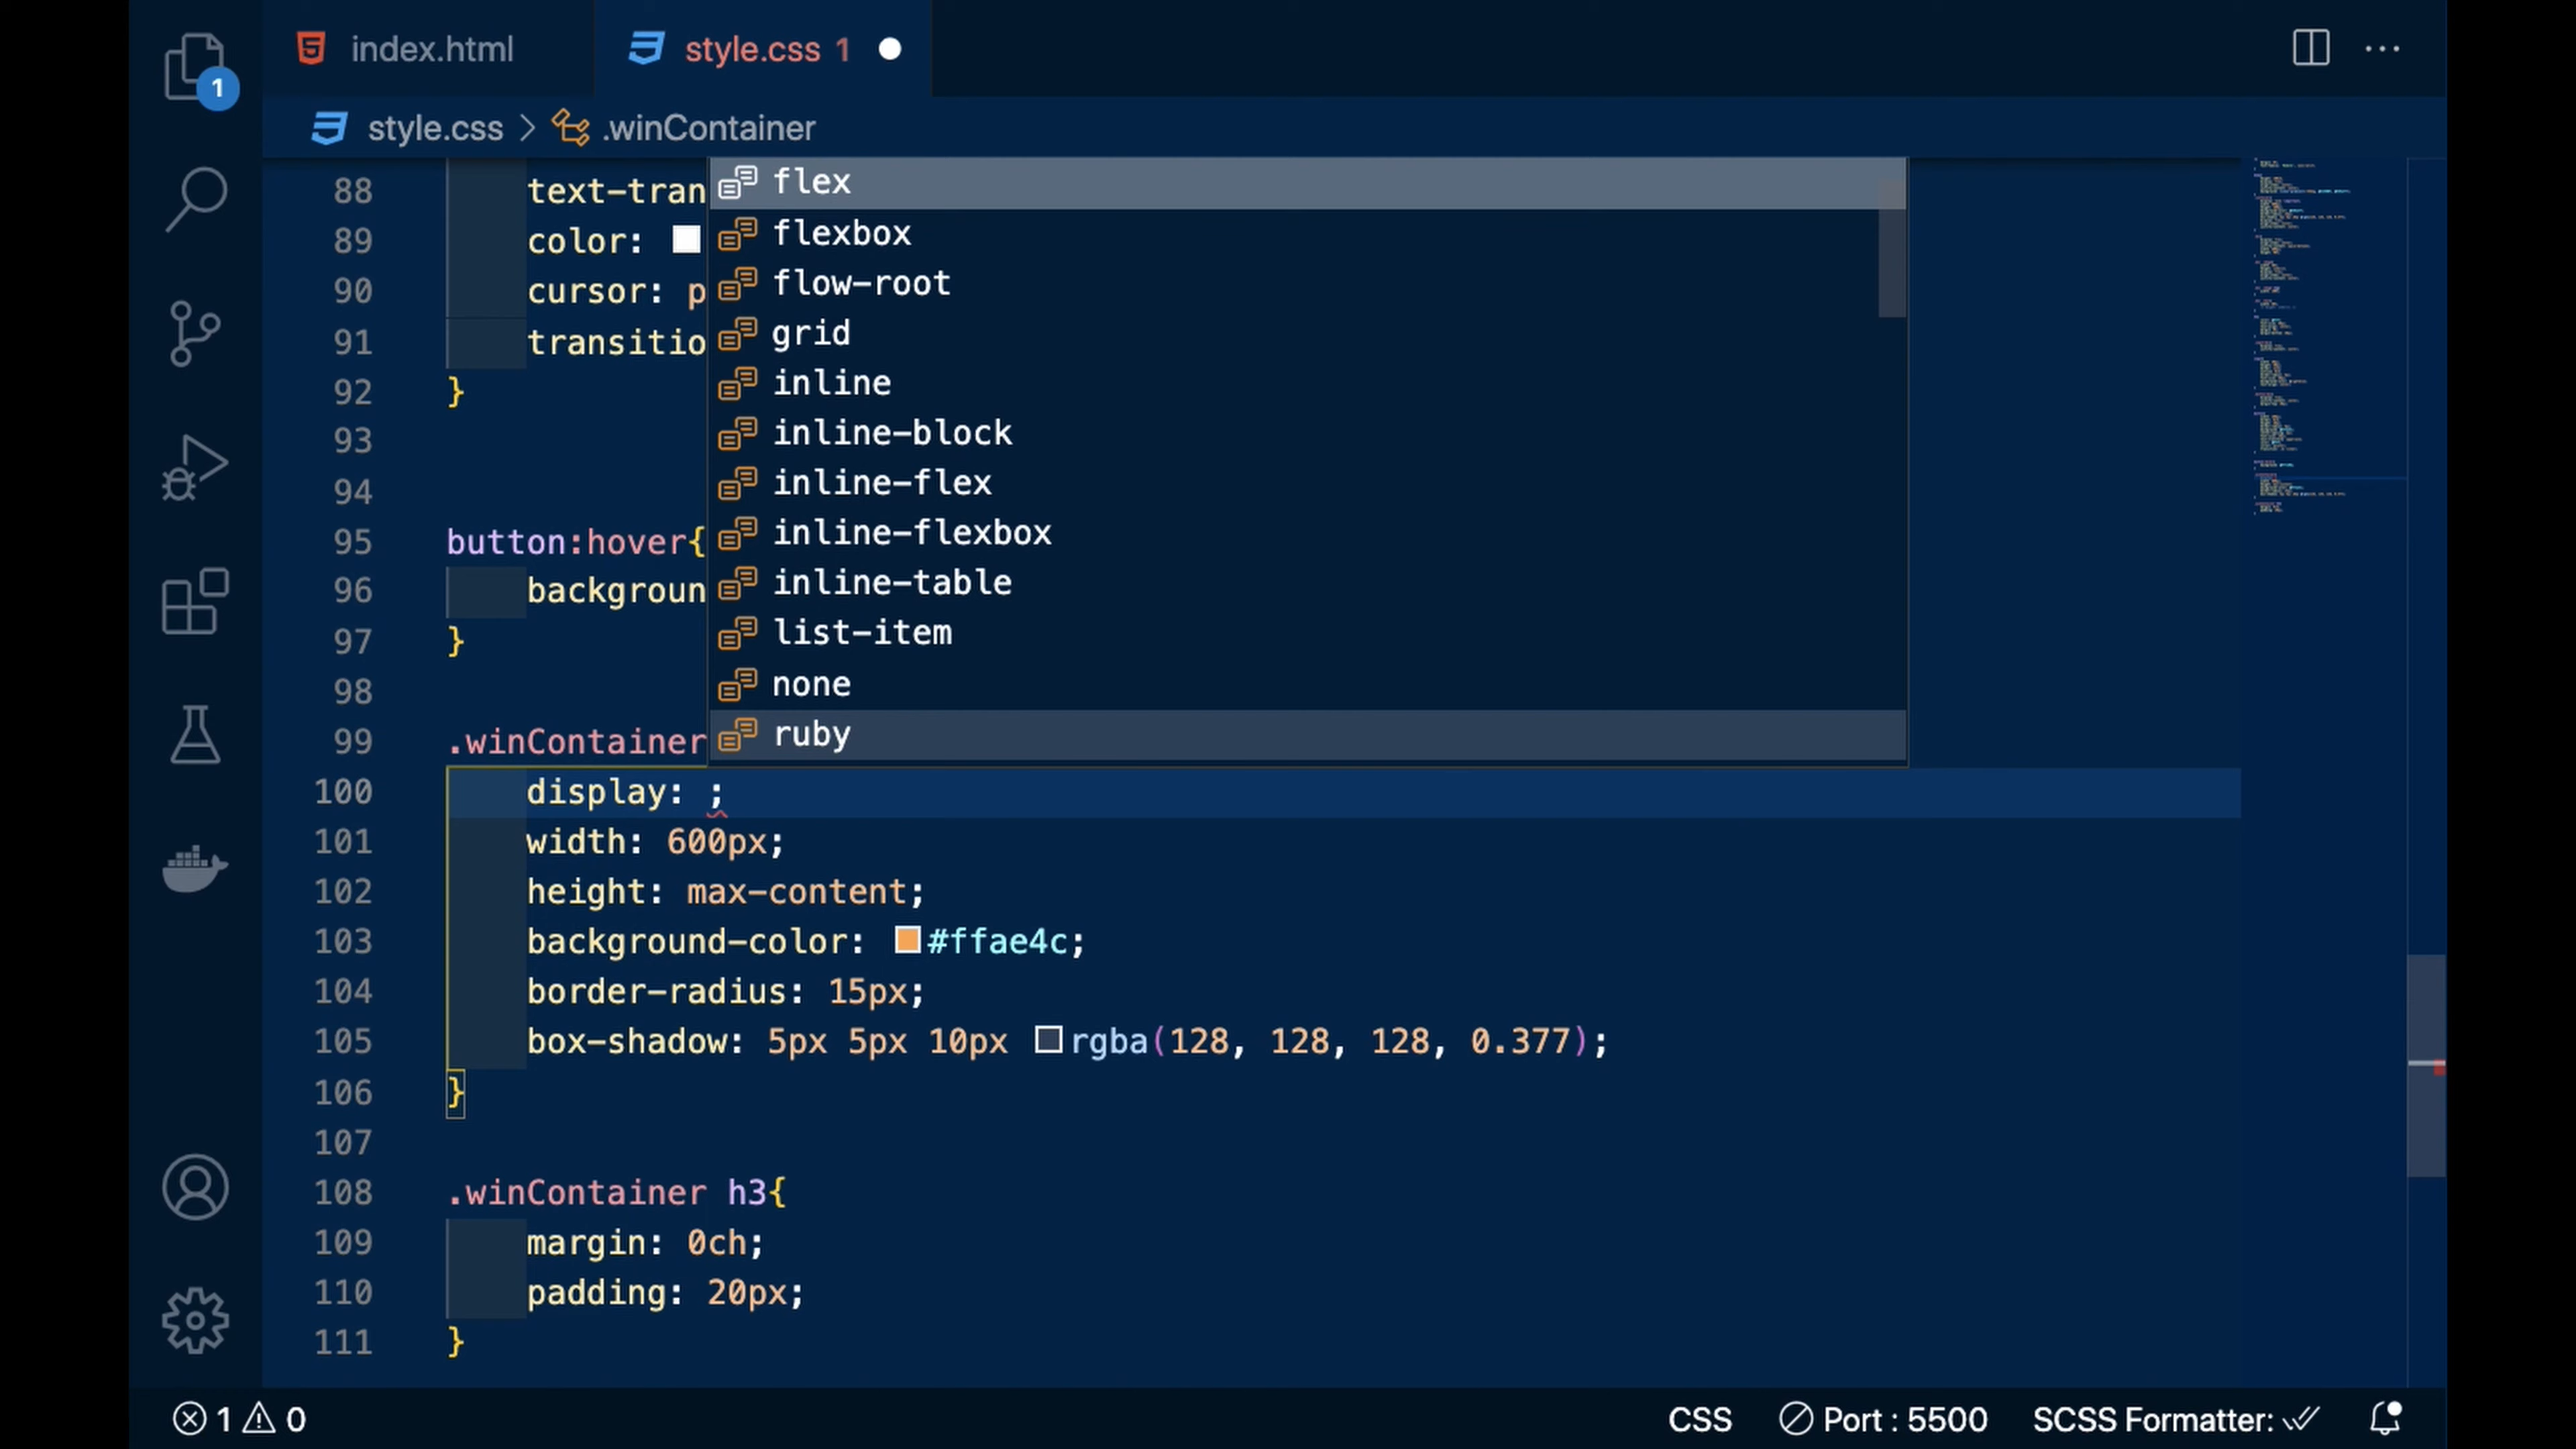 index.html
style.css 1
style.css > .winContainer
88 text-tran
89 color:
90 cursor: p
91 transitio
92 }
93
94
95 button:hover{
96 backgroun
97 }
98
99 .winContainer
flex
flexbox
flow-root
grid
inline
inline-block
inline-flex
inline-flexbox
inline-table
list-item
none
ruby
100 display: ;
101 width: 600px;
102 height: max-content;
103 background-color: #ffae4c;
104 border-radius: 15px;
105 box-shadow: 5px 5px 10px rgba(128, 128, 128, 0.377);
106 }
107
108 .winContainer h3{
109 margin: 0ch;
110 padding: 20px;
111 }
1
1 0 CSS Port : 5500 SCSS Formatter: